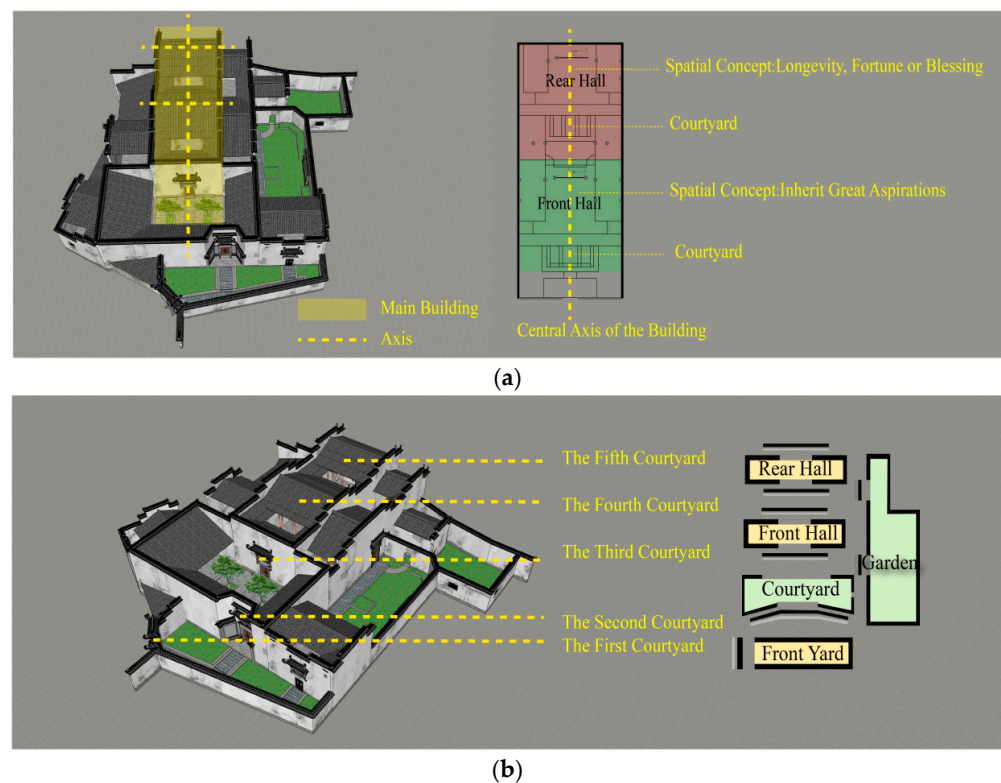 Rear Hall
Spatial Concept:Longevity, Fortune or Blessing
Courtyard
Front Hall
Spatial Concept:Inherit Great Aspirations
Courtyard
Main Building
Axis
Central Axis of the Building
(a)
The Fifth Courtyard
The Fourth Courtyard
The Third Courtyard
The Second Courtyard
The First Courtyard
Rear Hall
Front Hall
Garden
Courtyard
Front Yard
(b)